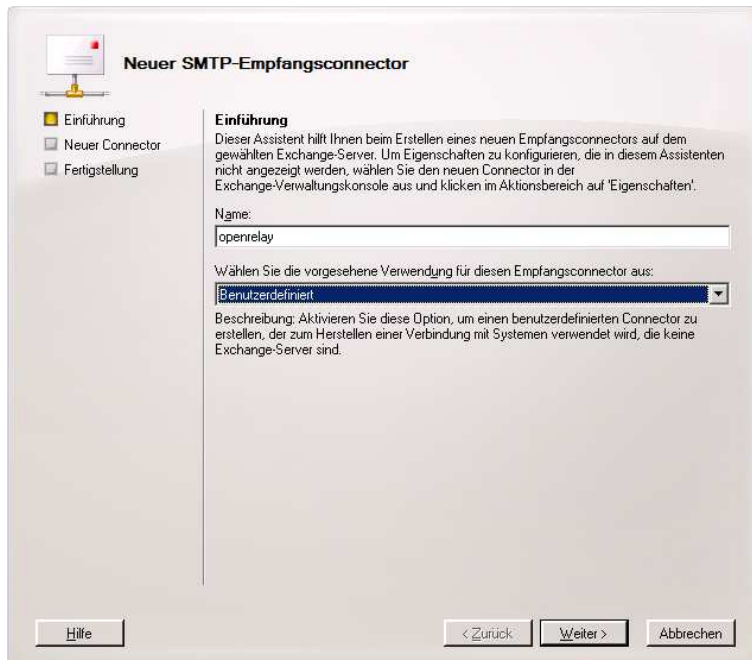 Neuer SMTP-Empfangsconnector
Einführung
Neuer Connector
Fertigstellung
Einführung
Dieser Assistent hilft Ihnen beim Erstellen eines neuen Empfangsconnectors auf dem
gewählten Exchange-Server. Um Eigenschaften zu konfigurieren, die in diesem Assistenten
nicht angezeigt werden, wählen Sie den neuen Connector in der
Exchange-Verwaltungskonsole aus und klicken im Aktionsbereich auf 'Eigenschaften'.
Name:
openrelay
Wählen Sie die vorgesehene Verwendung für diesen Empfangsconnector aus:
Benutzerdefiniert
Beschreibung: Aktivieren Sie diese Option, um einen benutzerdefinierten Connector zu
erstellen, der zum Herstellen einer Verbindung mit Systemen verwendet wird, die keine
Exchange-Server sind.
Hilfe
< Zurück
Weiter >
Abbrechen